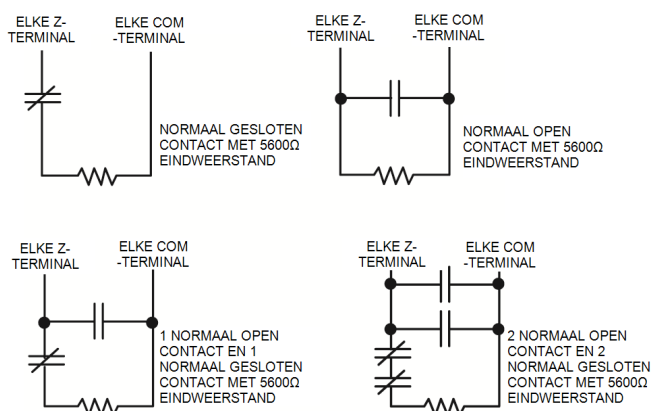 ELKE Z-
TERMINAL
ELKE COM
-TERMINAL
NORMAAL GESLOTEN
CONTACT MET 5600Ω
EINDWEERSTAND
ELKE Z-
TERMINAL
ELKE COM
-TERMINAL
NORMAAL OPEN
CONTACT MET 5600Ω
EINDWEERSTAND
ELKE Z-
TERMINAL
ELKE COM
-TERMINAL
1 NORMAAL OPEN
CONTACT EN 1
NORMAAL GESLOTEN
CONTACT MET 5600Ω
EINDWEERSTAND
ELKE Z-
TERMINAL
ELKE COM
-TERMINAL
2 NORMAAL OPEN
CONTACT EN 2
NORMAAL GESLOTEN
CONTACT MET 5600Ω
EINDWEERSTAND